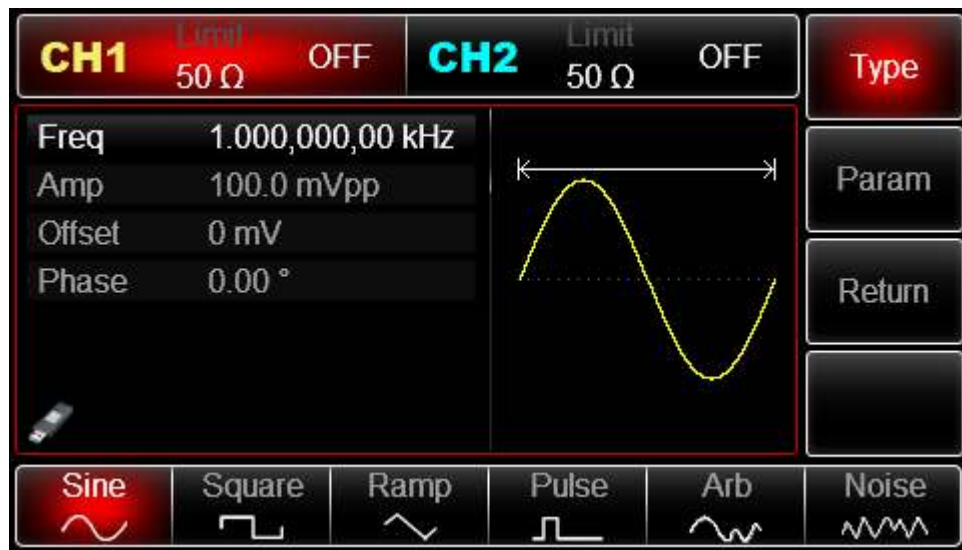 CH1 Limit 50 Ω OFF
CH2 Limit 50 Ω OFF
Type
Freq 1.000,000,00 kHz
Amp 100.0 mVpp
Offset 0 mV
Phase 0.00 °
Param
Return
Sine Square Ramp Pulse Arb Noise